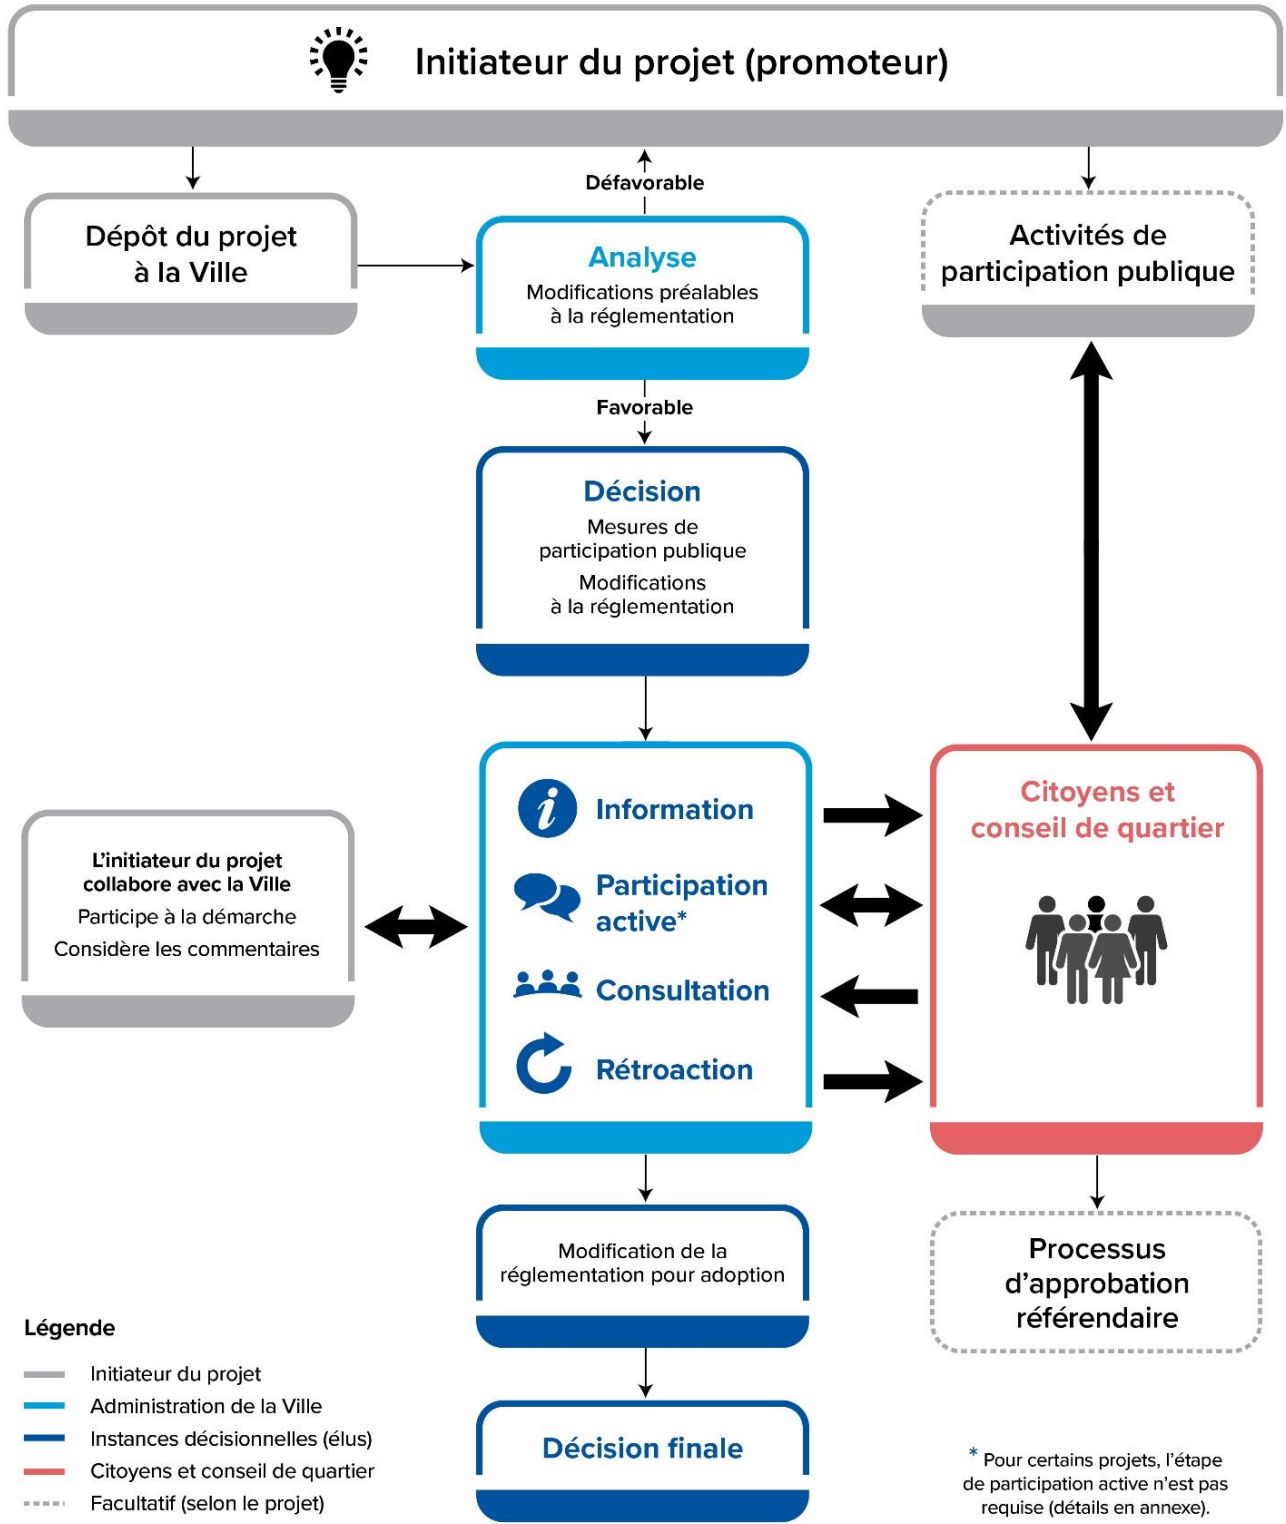 Initiateur du projet (promoteur)
Défavorable
Dépôt du projet
à la Ville
Analyse
Modifications préalables
à la réglementation
Activités de
participation publique
Favorable
Décision
Mesures de
participation publique
Modifications
à la réglementation
L'initiateur du projet
collabore avec la Ville
Participe à la démarche
Considère les commentaires
Information
Participation
active*
Consultation
Rétroaction
Citoyens et
conseil de quartier
Modification de la
réglementation pour adoption
Processus
d'approbation
référendaire
Décision finale
Légende
Initiateur du projet
Administration de la Ville
Instances décisionnelles (élus)
Citoyens et conseil de quartier
Facultatif (selon le projet)
* Pour certains projets, l'étape
de participation active n'est pas
requise (détails en annexe).